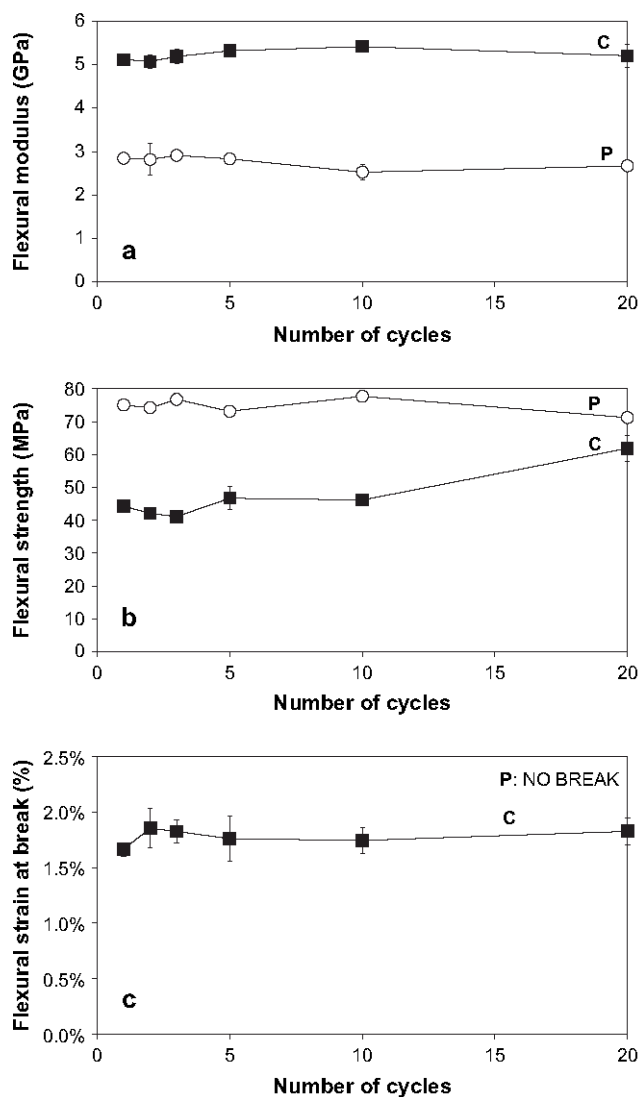 Flexural modulus (GPa)
6
5
4
3
2
1
0
C
P
a
0 5 10 15 20
Number of cycles
Flexural strength (MPa)
80
70
60
50
40
30
20
10
0
P
C
b
0 5 10 15 20
Number of cycles
Flexural strain at break (%)
2.5%
2.0%
1.5%
1.0%
0.5%
0.0%
P: NO BREAK
C
c
0 5 10 15 20
Number of cycles